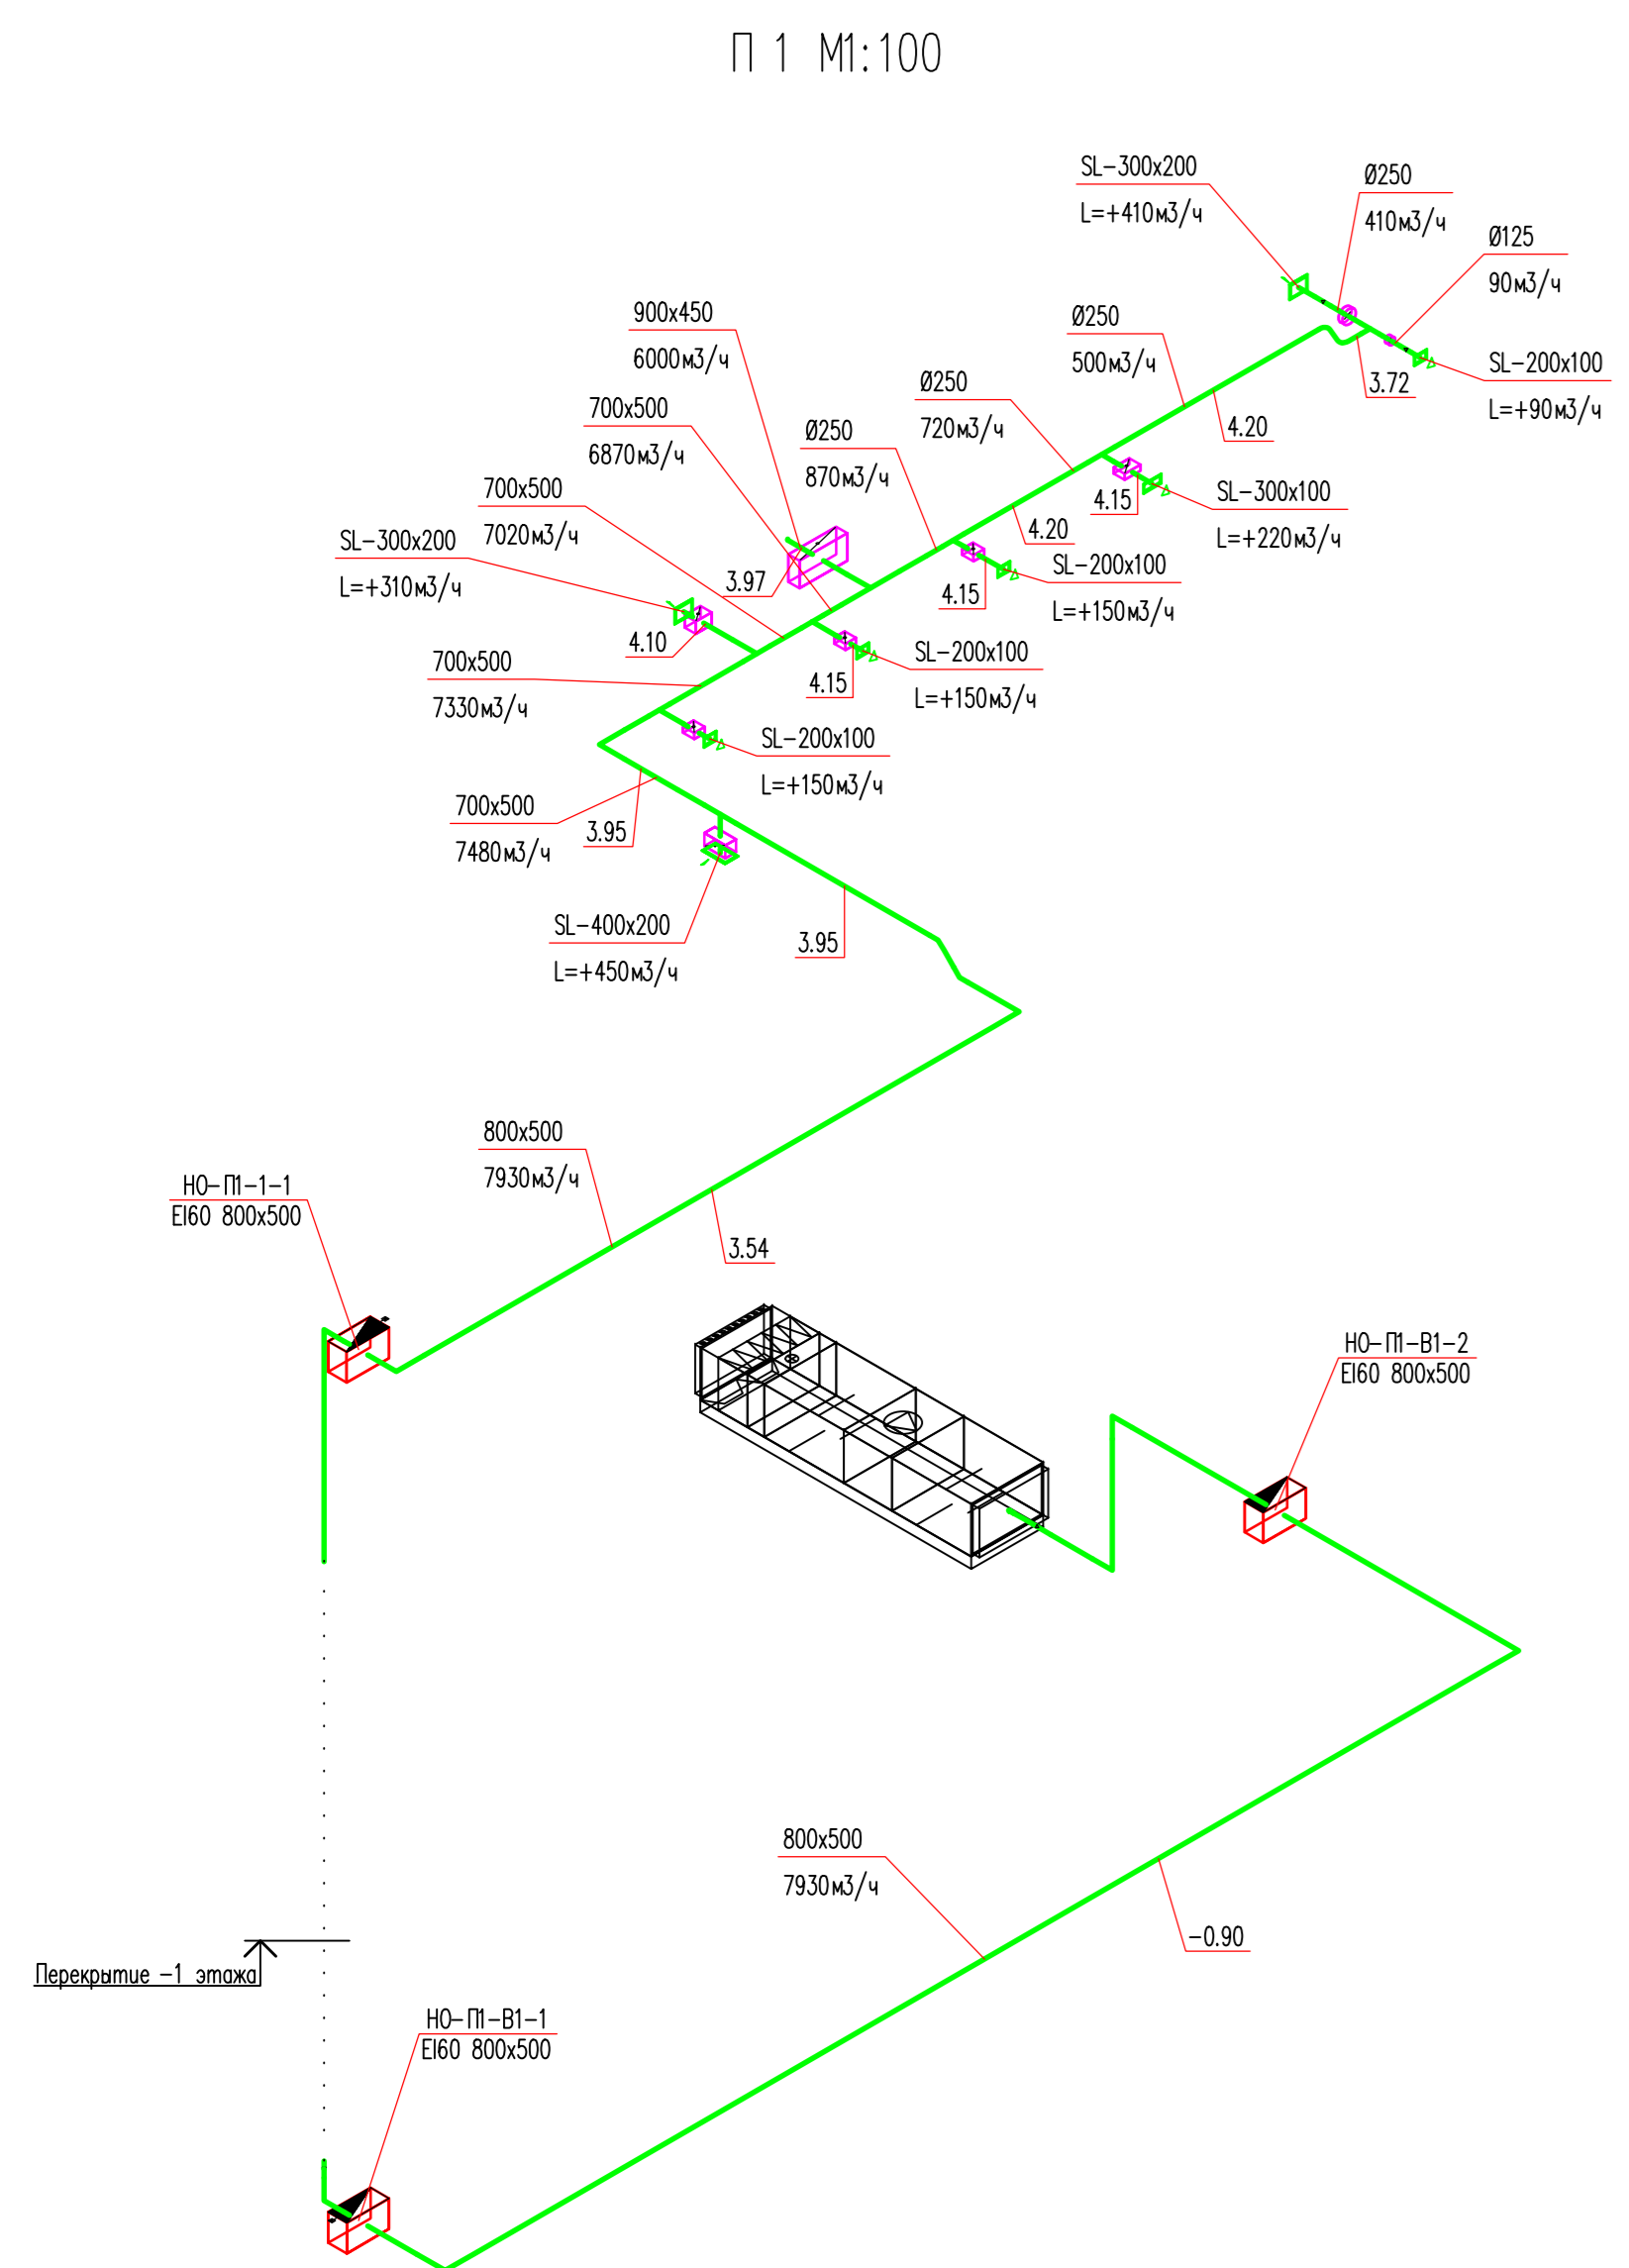 П 1 М1:100
SL-300x200
L=+410м3/ч
Ø250
410м3/ч
Ø125
90м3/ч
SL-200x100
L=+90м3/ч
3.72
900x450
6000м3/ч
Ø250
500м3/ч
4.20
700x500
6870м3/ч
Ø250
720м3/ч
Ø250
870м3/ч
4.15
SL-300x100
L=+220м3/ч
700x500
7020м3/ч
4.20
SL-300x200
L=+310м3/ч
3.97
4.15
SL-200x100
L=+150м3/ч
4.10
4.15
SL-200x100
L=+150м3/ч
700x500
7330м3/ч
SL-200x100
L=+150м3/ч
700x500
7480м3/ч
3.95
SL-400x200
L=+450м3/ч
3.95
800x500
7930м3/ч
НО-П1-1-1
EI60 800x500
3.54
НО-П1-В1-2
EI60 800x500
800x500
7930м3/ч
-0.90
Перекрытие -1 этажа
НО-П1-В1-1
EI60 800x500